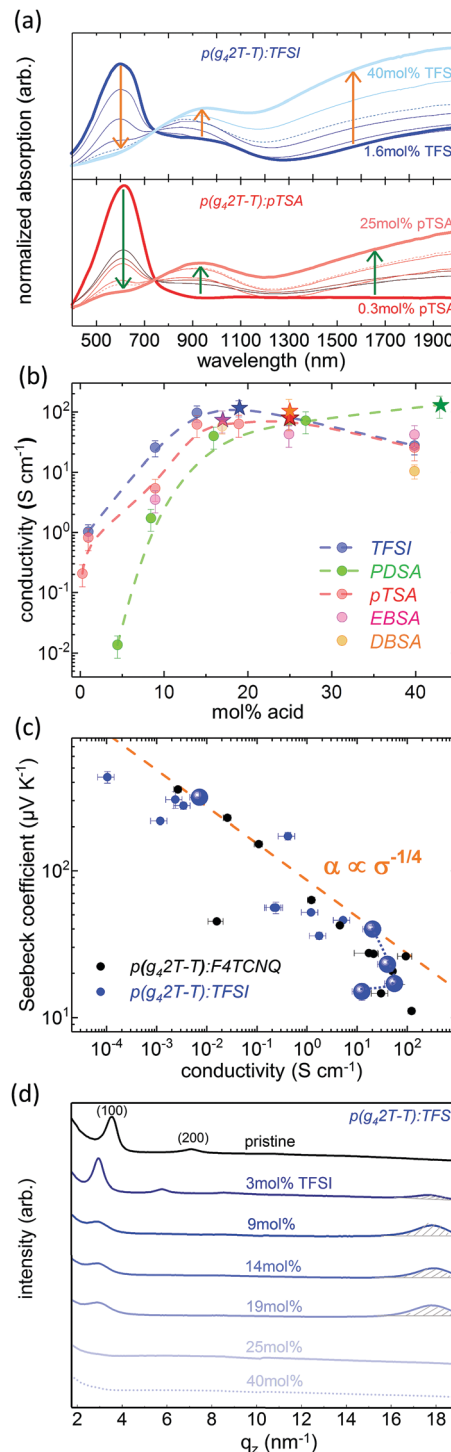 (a)
p(g₄2T-T):TFSI
40mol% TFSI
1.6mol% TFSI
p(g₄2T-T):pTSA
25mol% pTSA
0.3mol% pTSA
normalized absorption (arb.)
500 700 900 1100 1300 1500 1700 1900
wavelength (nm)
(b)
10²
10¹
10⁰
10⁻¹
10⁻²
conductivity (S cm⁻¹)
TFSI
PDSA
pTSA
EBSA
DBSA
0 10 20 30 40
mol% acid
(c)
10²
10¹
Seebeck coefficient (µV K⁻¹)
α ∝ σ⁻¹/⁴
p(g₄2T-T):F4TCNQ
p(g₄2T-T):TFSI
10⁻⁴ 10⁻³ 10⁻² 10⁻¹ 10⁰ 10¹ 10²
conductivity (S cm⁻¹)
(d)
(100)
(200)
p(g₄2T-T):TFSI
pristine
3mol% TFSI
9mol%
14mol%
19mol%
25mol%
40mol%
intensity (arb.)
2 4 6 8 10 12 14 16 18
q_z (nm⁻¹)